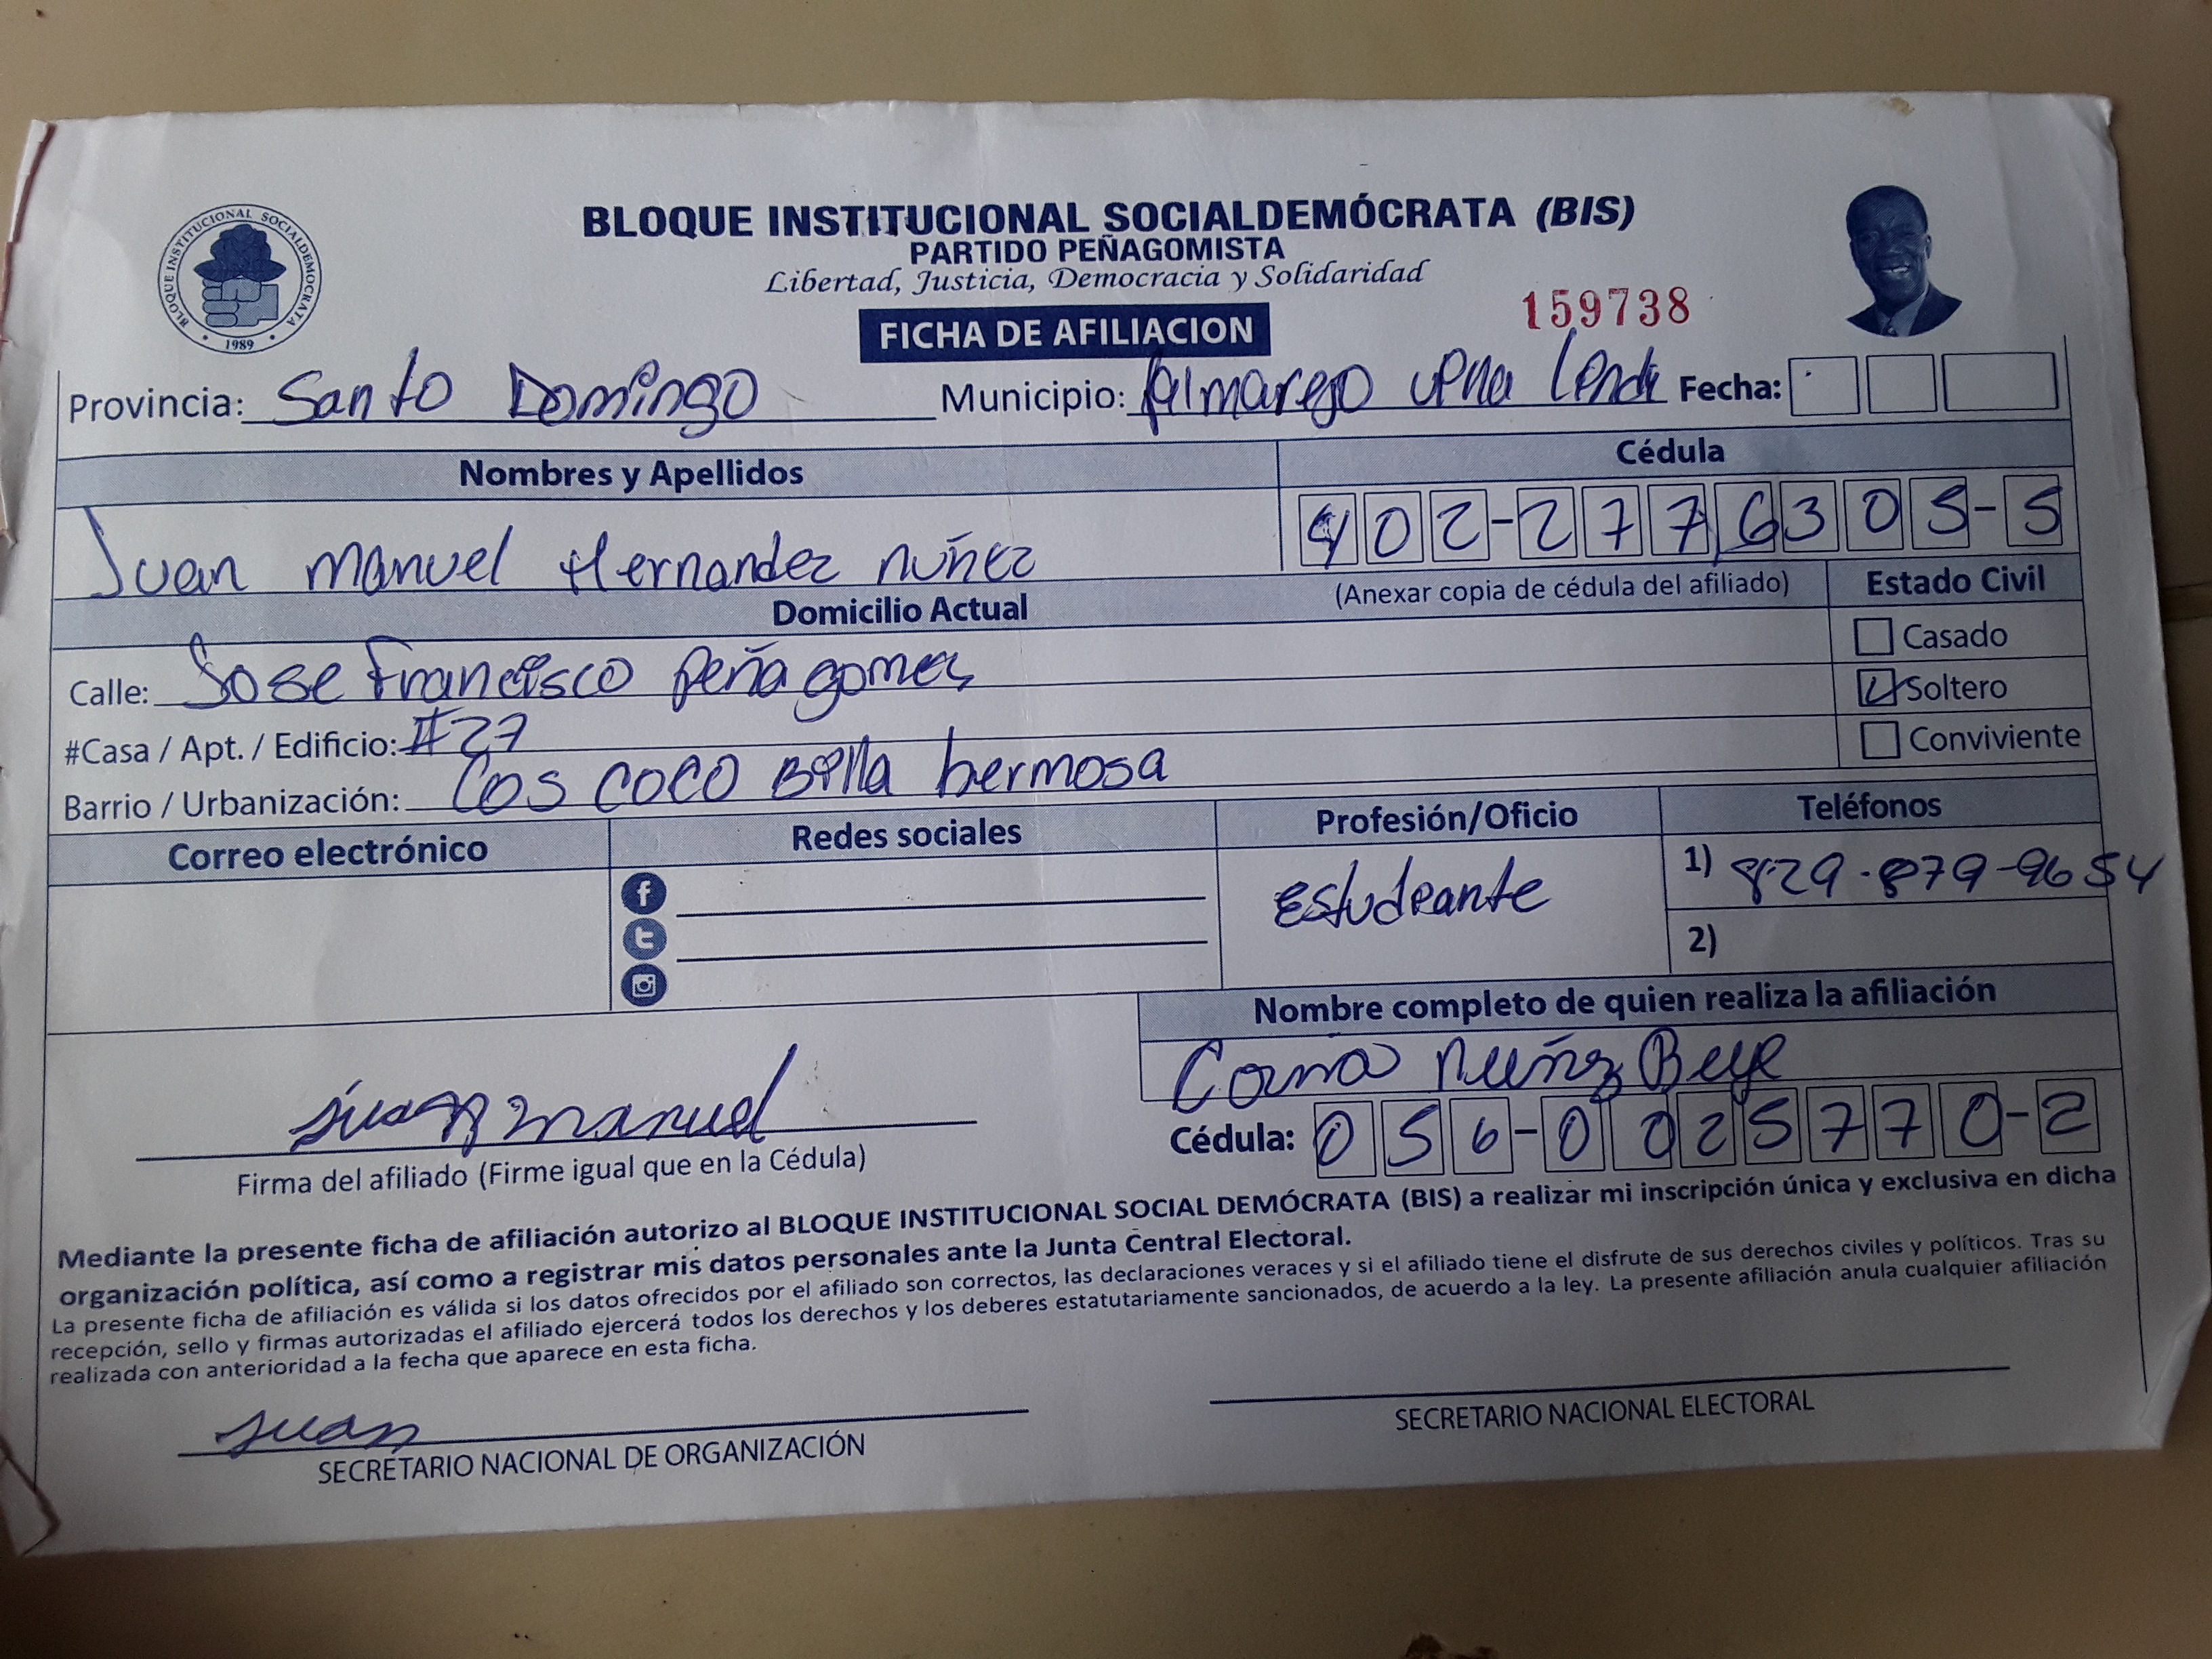 BLOQUE INSTITUCIONAL SOCIALDEMOCRATA
1989
BLOQUE INSTITUCIONAL SOCIALDEMÓCRATA (BIS)
PARTIDO PEÑAGOMISTA
Libertad, Justicia, Democracia y Solidaridad
159738
FICHA DE AFILIACION
Provincia: Santo Domingo Municipio: palmarejo Fecha:
Nombres y Apellidos Cédula
Juan manuel Hernandez nuñez 402-2776305-5
Domicilio Actual (Anexar copia de cédula del afiliado) Estado Civil
Casado
Calle: Jose Francisco Peña gomez Soltero
#Casa / Apt. / Edificio: #27 Conviviente
Barrio / Urbanización: Los coco Bella hermosa
Correo electrónico Redes sociales Profesión/Oficio Teléfonos
f estudeante 1) 829-879-9654
t 2)
Nombre completo de quien realiza la afiliación
Nuñez
Juan manuel Cédula: 056-0025770-2
Firma del afiliado (Firme igual que en la Cédula)
Mediante la presente ficha de afiliación autorizo al BLOQUE INSTITUCIONAL SOCIAL DEMÓCRATA (BIS) a realizar mi inscripción única y exclusiva en dicha
organización política, así como a registrar mis datos personales ante la Junta Central Electoral.
La presente ficha de afiliación es válida si los datos ofrecidos por el afiliado son correctos, las declaraciones veraces y si el afiliado tiene el disfrute de sus derechos civiles y políticos. Tras su
recepción, sello y firmas autorizadas el afiliado ejercerá todos los derechos y los deberes estatutariamente sancionados, de acuerdo a la ley. La presente afiliación anula cualquier afiliación
realizada con anterioridad a la fecha que aparece en esta ficha.
Juan
SECRETARIO NACIONAL DE ORGANIZACIÓN SECRETARIO NACIONAL ELECTORAL